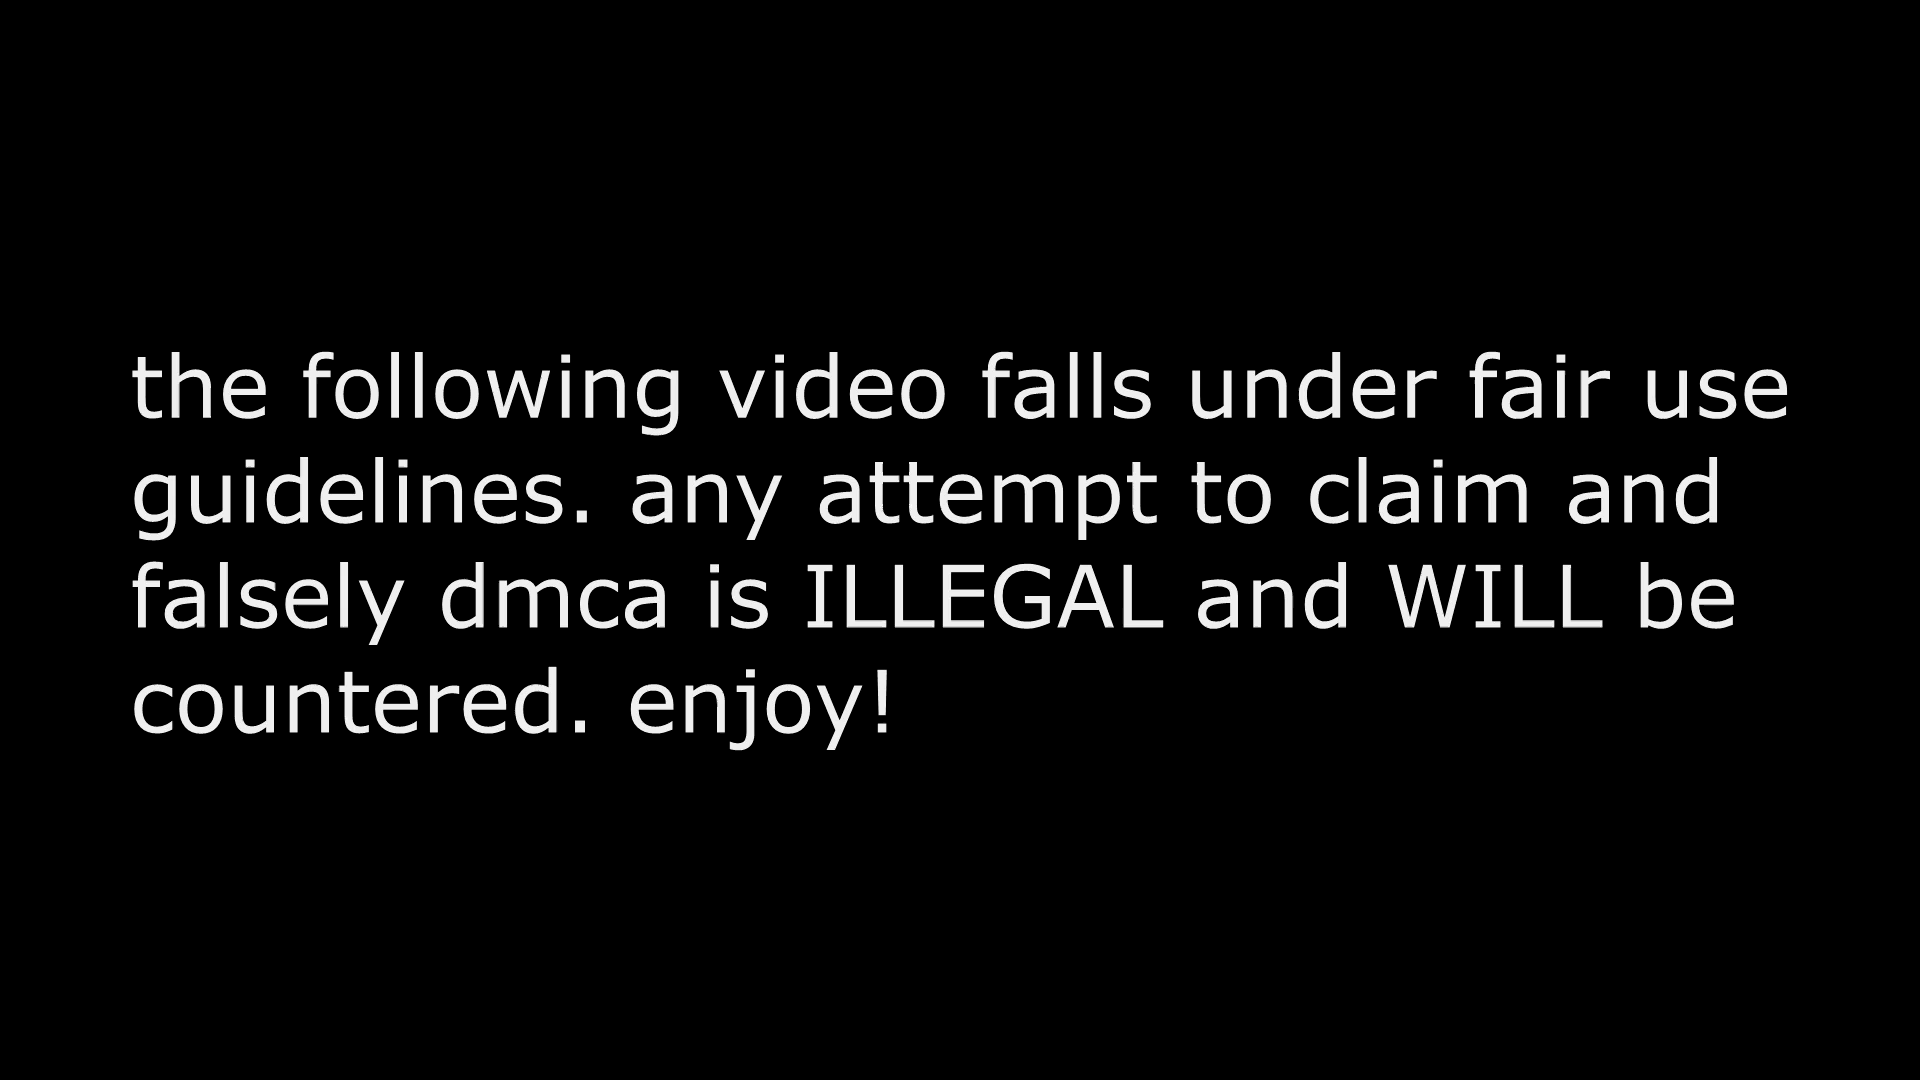 the following video falls under fair use
guidelines. any attempt to claim and
falsely dmca is ILLEGAL and WILL be
countered. enjoy!